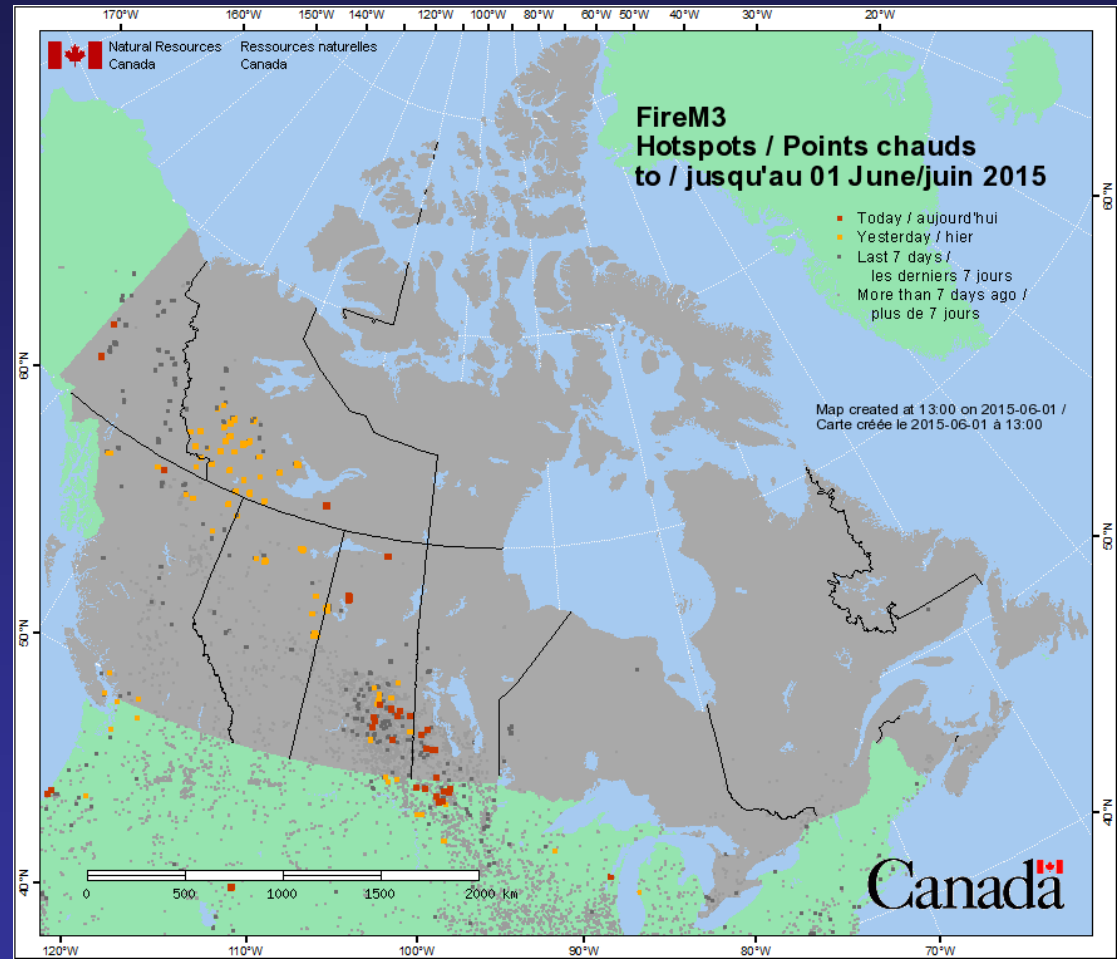 170°W 160°W 150°W 140°W 120°W 100°W 80°W 60°W 50°W 40°W 30°W 20°W
Natural Resources Ressources naturelles
Canada Canada
FireM3
Hotspots / Points chauds
to / jusqu'au 01 June/juin 2015
Today / aujourd'hui
Yesterday / hier
Last 7 days /
les derniers 7 jours
More than 7 days ago /
plus de 7 jours
60°N
60°N
Map created at 13:00 on 2015-06-01 /
Carte créée le 2015-06-01 à 13:00
50°N
50°N
40°N
40°N
0 500 1000 1500 2000 km
Canada
120°W 110°W 100°W 90°W 80°W 70°W